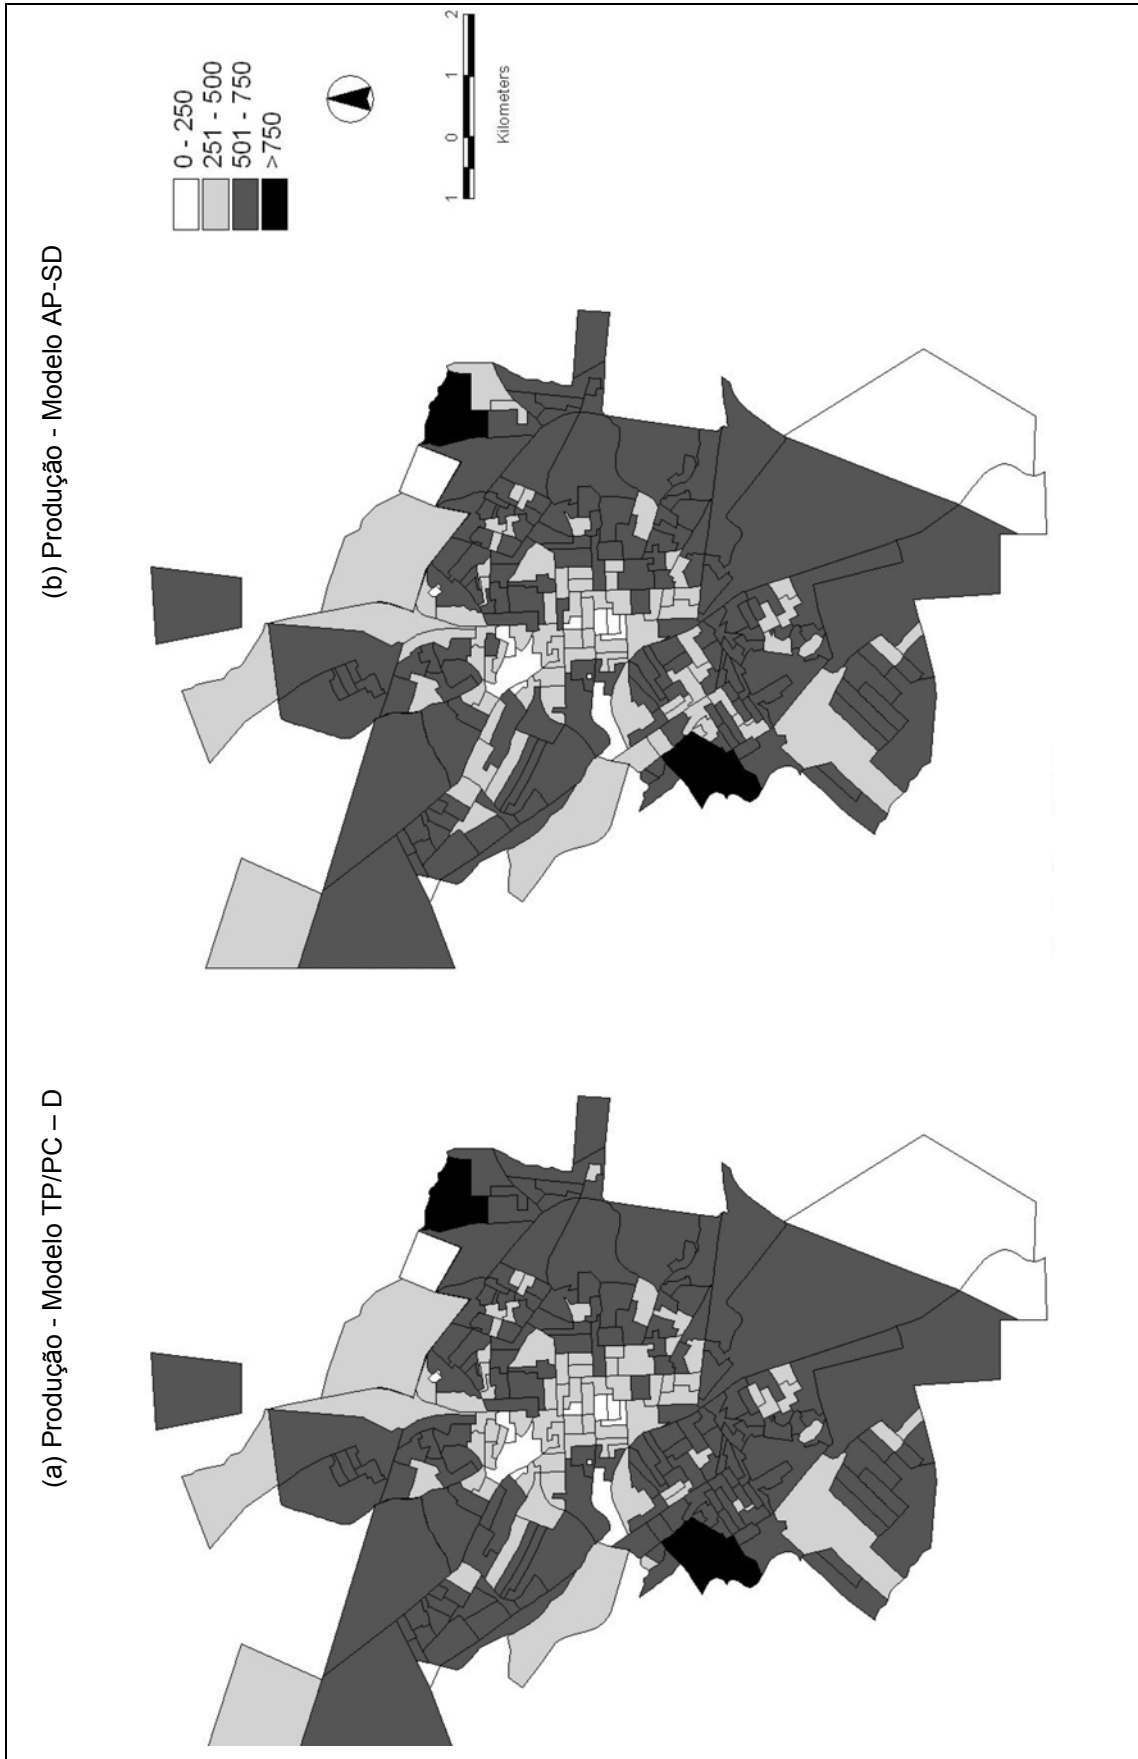 (a) Produção - Modelo TP/PC – D
(b) Produção - Modelo AP-SD
0 - 250
251 - 500
501 - 750
>750
1 0 1 2
Kilometers